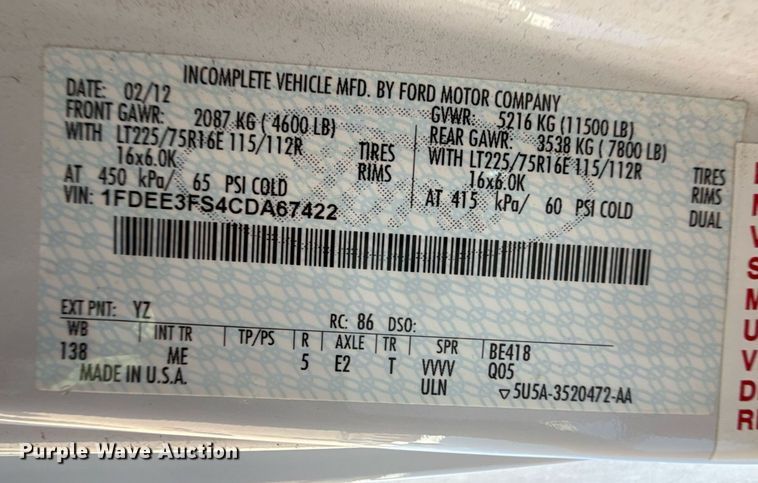 INCOMPLETE VEHICLE MFD. BY FORD MOTOR COMPANY
DATE: 02/12 GVWR: 5216 KG (11500 LB)
FRONT GAWR: 2087 KG ( 4600 LB) REAR GAWR: 3538 KG ( 7800 LB)
WITH LT225/75R16E 115/112R TIRES WITH LT225/75R16E 115/112R TIRES
16x6.0K RIMS 16x6.0K RIMS
AT 450 kPa/ 65 PSI COLD AT 415 kPa/ 60 PSI COLD DUAL
VIN: 1FDEE3FS4CDA67422
EXT PNT: YZ RC: 86 DSO:
WB INT TR TP/PS R AXLE TR SPR BE418
138 ME 5 E2 T VVVV Q05
MADE IN U.S.A. ULN 5U5A-3520472-AA
Purple Wave Auction